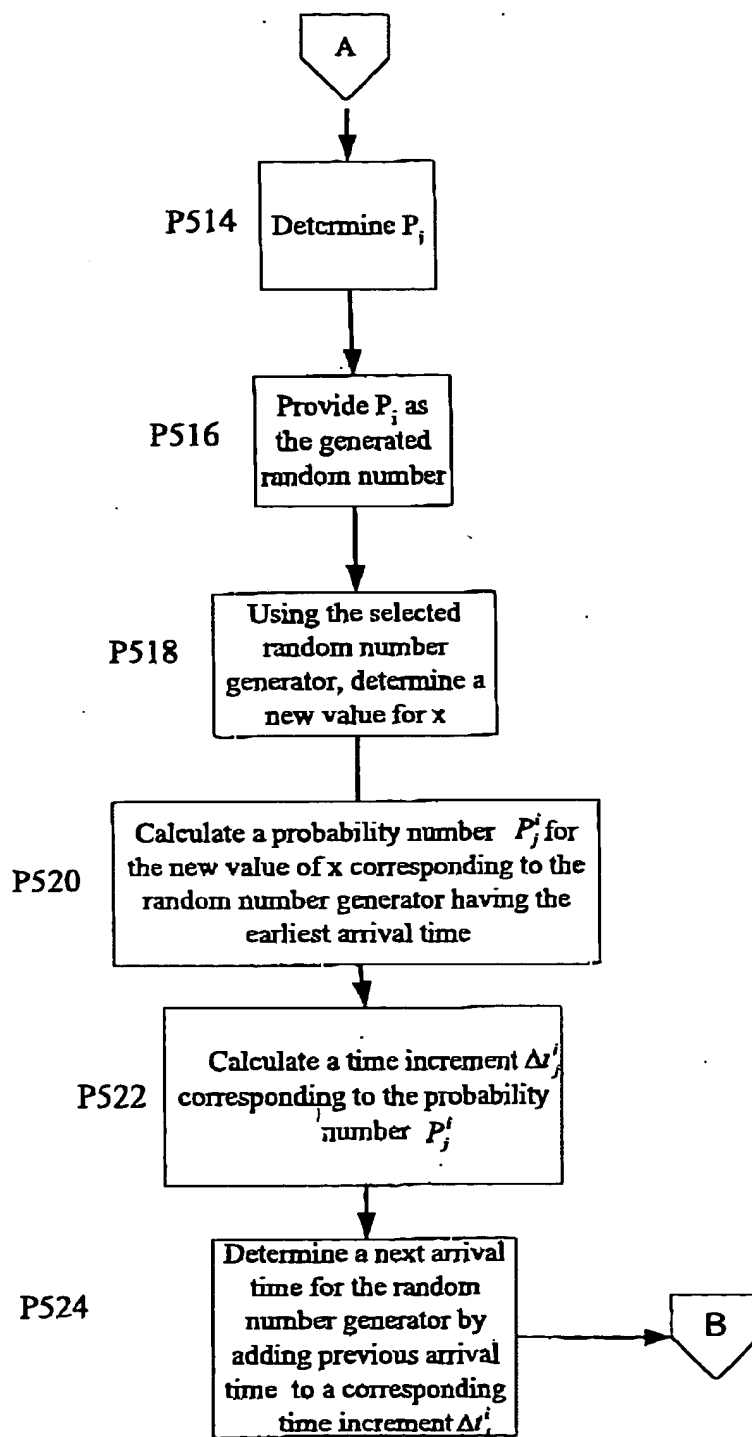 A
P514
Determine P_i
P516
Provide P_i as
the generated
random number
P518
Using the selected
random number
generator, determine a
new value for x
P520
Calculate a probability number P_j^i for
the new value of x corresponding to the
random number generator having the
earliest arrival time
P522
Calculate a time increment Δt_j^i
corresponding to the probability
number P_j^i
P524
Determine a next arrival
time for the random
number generator by
adding previous arrival
time to a corresponding
time increment Δt_i^i
B